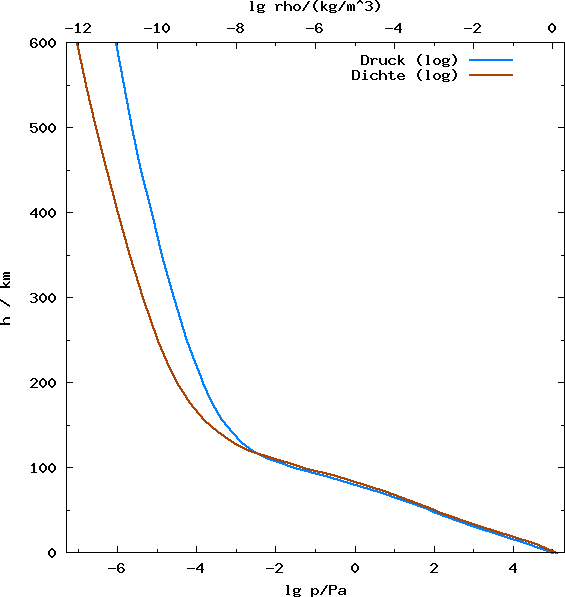 lg rho/(kg/m^3)
-12 -10 -8 -6 -4 -2 0
600
Druck (log)
Dichte (log)
500
400
300
h / km
200
100
0
-6 -4 -2 0 2 4
lg p/Pa